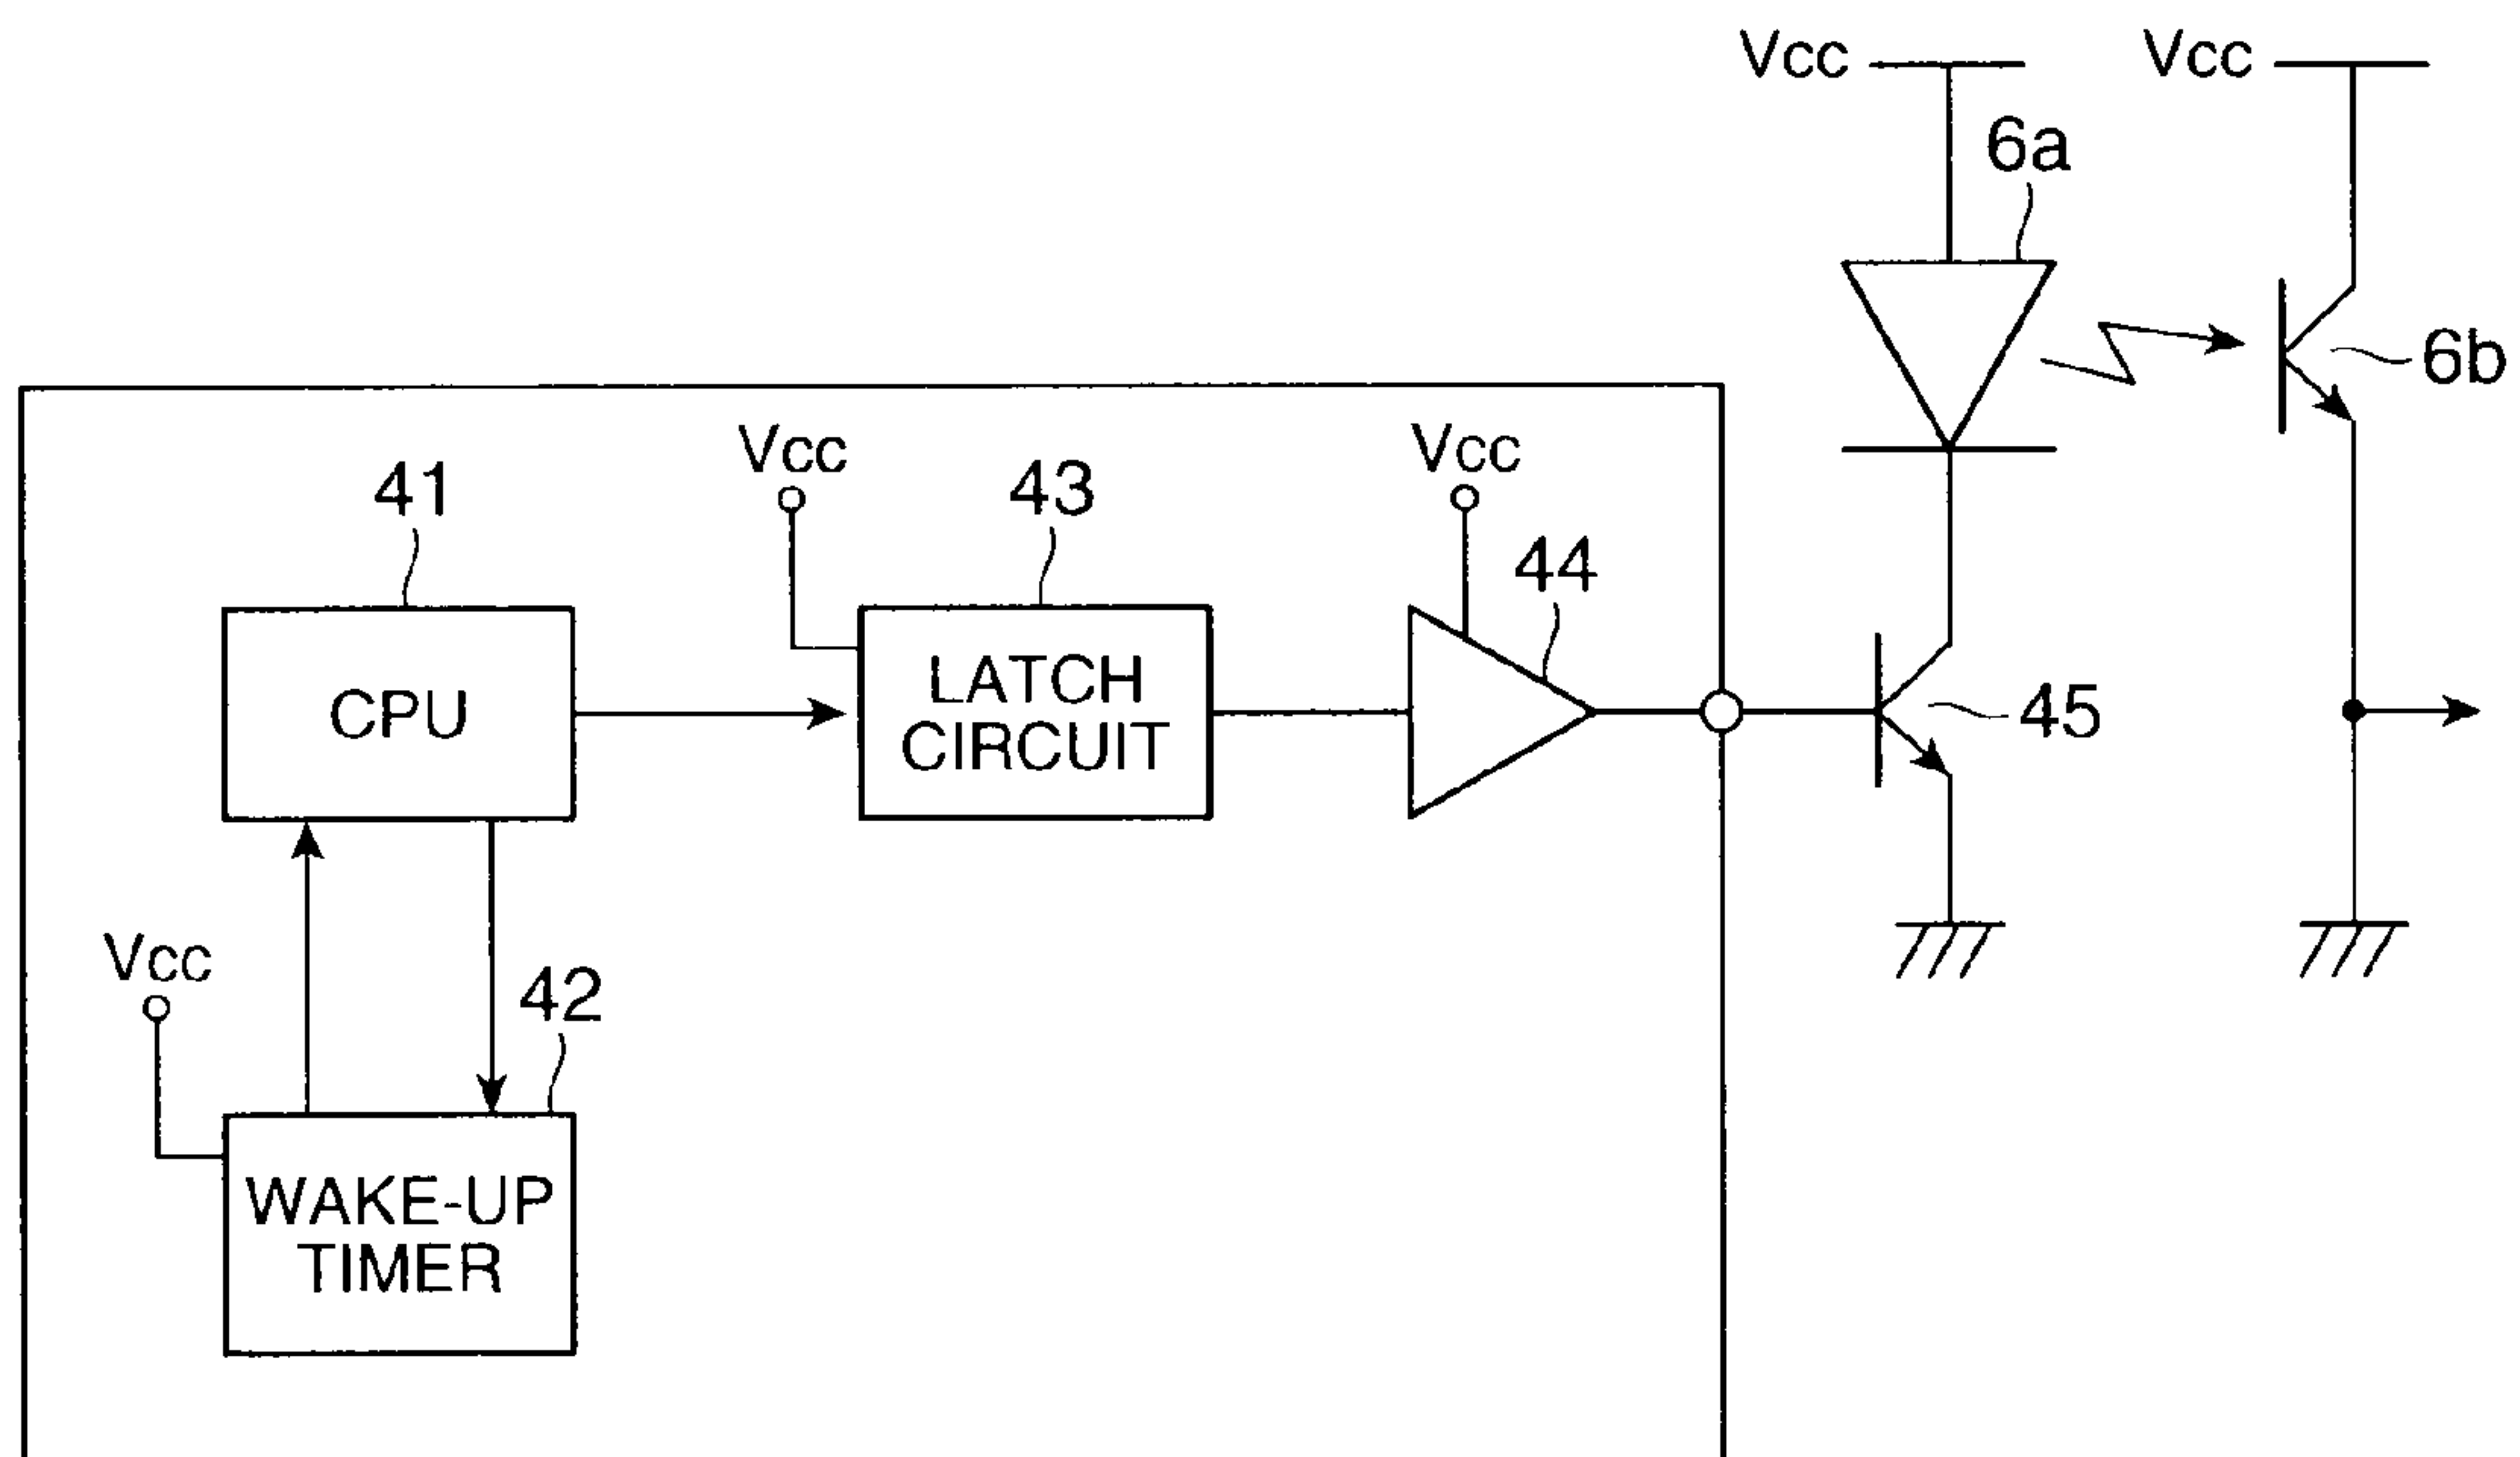 Vcc
Vcc
6a
6b
Vcc
Vcc
41
43
44
CPU
LATCH
CIRCUIT
45
Vcc
42
WAKE-UP
TIMER